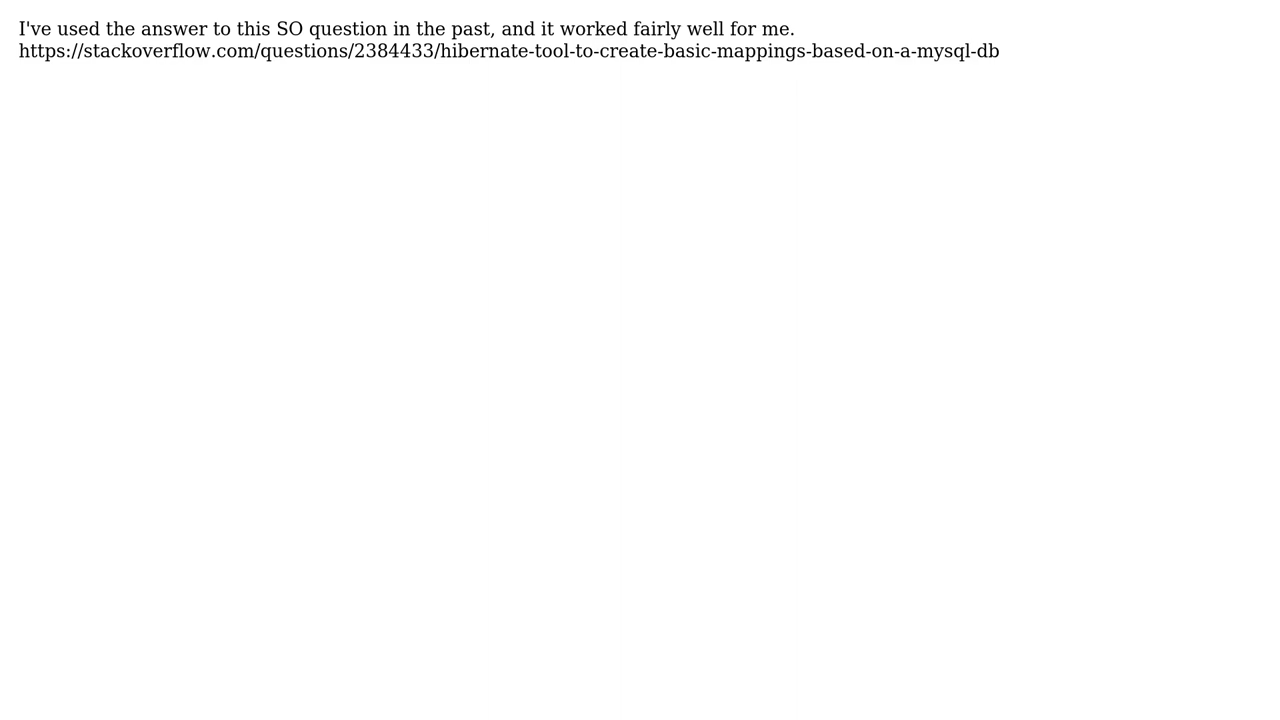 I've used the answer to this SO question in the past, and it worked fairly well for me.
https://stackoverflow.com/questions/2384433/hibernate-tool-to-create-basic-mappings-based-on-a-mysql-db